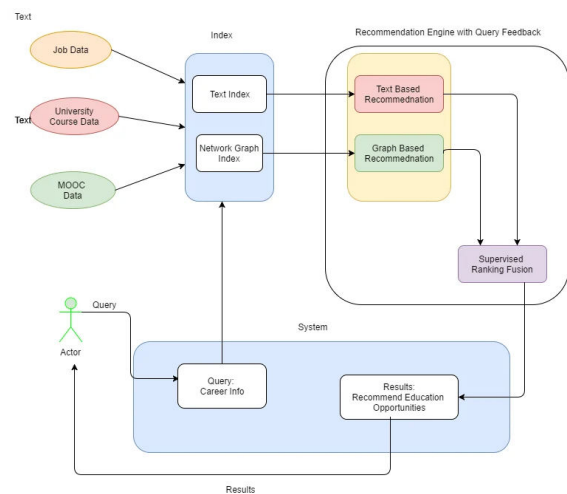 Text
Index
Recommendation Engine with Query Feedback
Job Data
Text Index
Text Based
Recommednation
University
Course Data
Text
Network Graph
Index
Graph Based
Recommednation
MOOC
Data
Supervised
Ranking Fusion
Query
System
Actor
Query:
Career Info
Results:
Recommend Education
Opportunities
Results